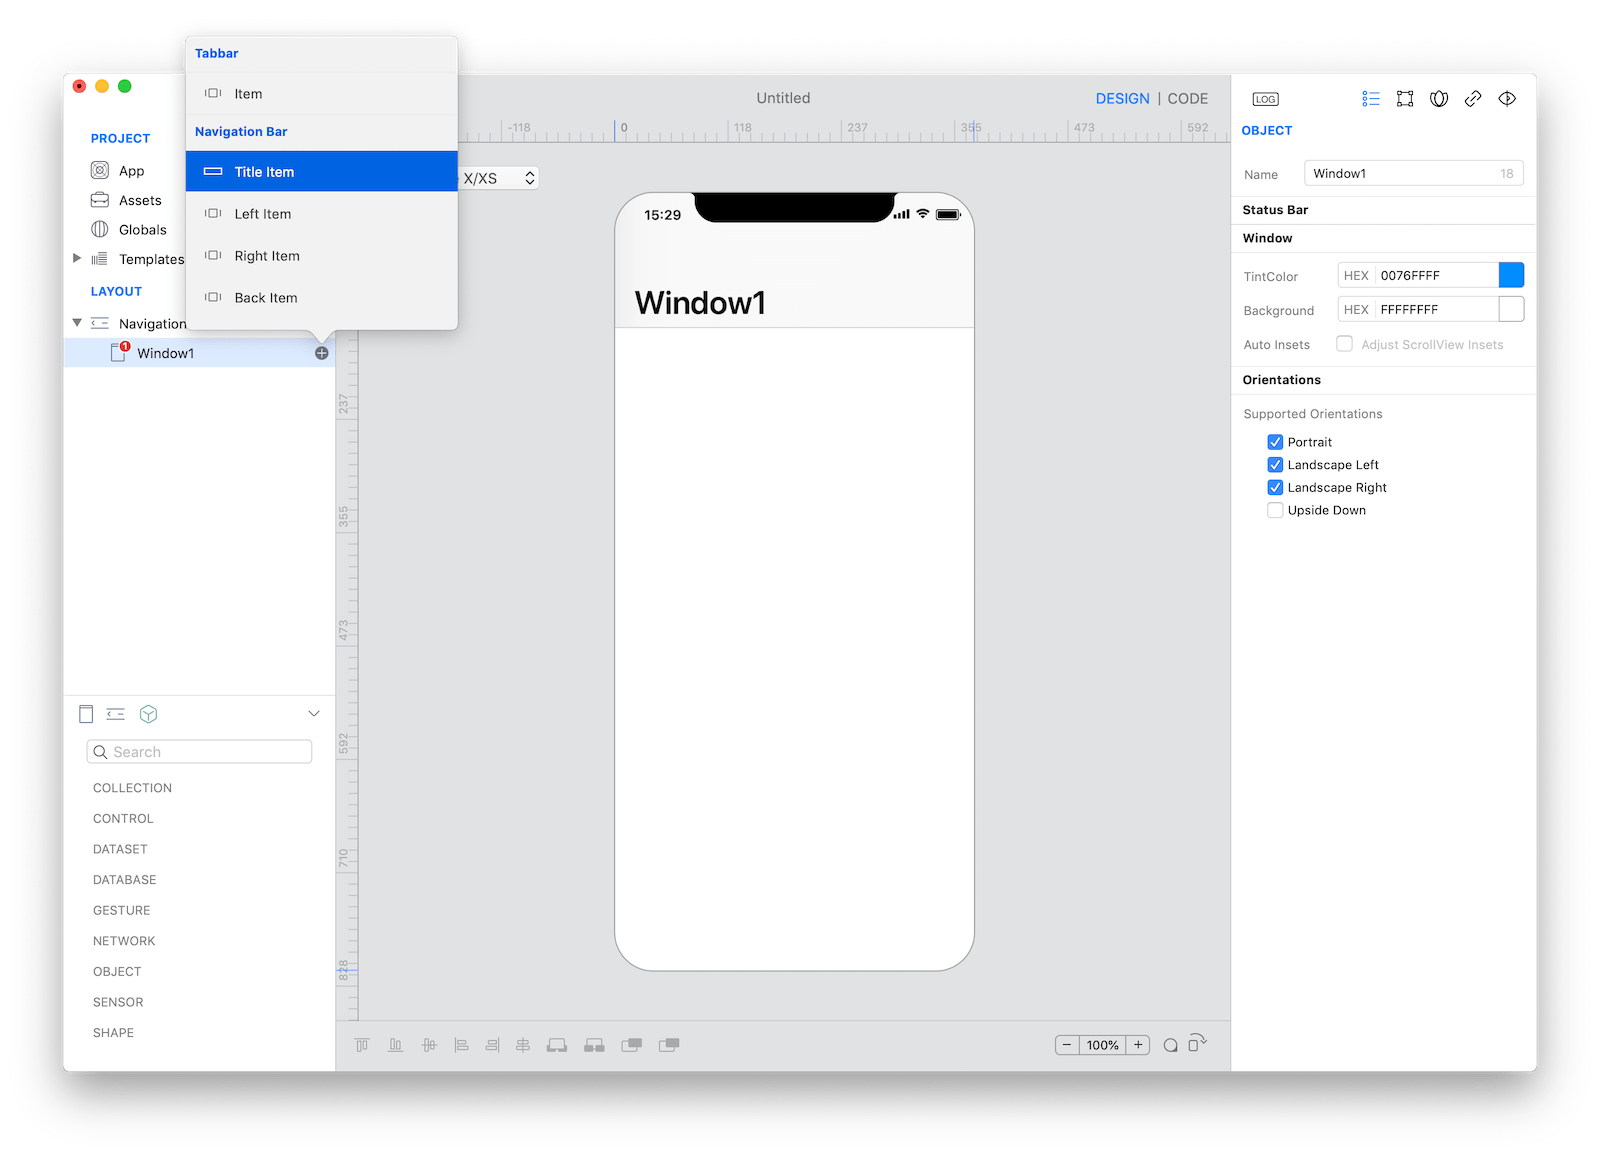 Tabbar
Item
Navigation Bar
Title Item
Left Item
Right Item
Back Item
PROJECT
App
Assets
Globals
Templates
LAYOUT
Navigation
1
Window1
Search
COLLECTION
CONTROL
DATASET
DATABASE
GESTURE
NETWORK
OBJECT
SENSOR
SHAPE
Untitled
DESIGN | CODE
-118 0 118 237 355 473 592
X/XS
237
355
473
592
710
828
15:29
Window1
100%
LOG
OBJECT
Name Window1 18
Status Bar
Window
TintColor HEX 0076FFFF
Background HEX FFFFFFFF
Auto Insets Adjust ScrollView Insets
Orientations
Supported Orientations
Portrait
Landscape Left
Landscape Right
Upside Down